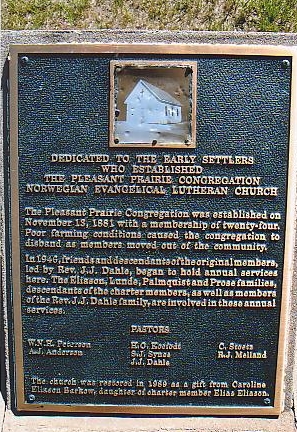 DEDICATED TO THE EARLY SETTLERS
WHO ESTABLISHED
THE PLEASANT PRAIRIE CONGREGATION
NORWEGIAN EVANGELICAL LUTHERAN CHURCH
The Pleasant Prairie Congregation was established on
November 13, 1881 with a membership of twenty-four.
Poor farming conditions caused the congregation to
disband as members moved out of the community.
In 1946, friends and descendants of the original members,
led by Rev. J.J. Dahle, began to hold annual services
here. The Eliason, Lunde, Palmquist and Prose families,
descendants of the charter members, as well as members
of the Rev. J.J. Dahle family, are involved in these annual
services.
PASTORS
W.N.H. Peterson K.O. C.
A.J. Anderson S.J. R.J. Melland
J.J. Dahle
The church was restored in 1989 as a gift from Caroline
Eliason Barkow, daughter of charter member Elias Eliason.